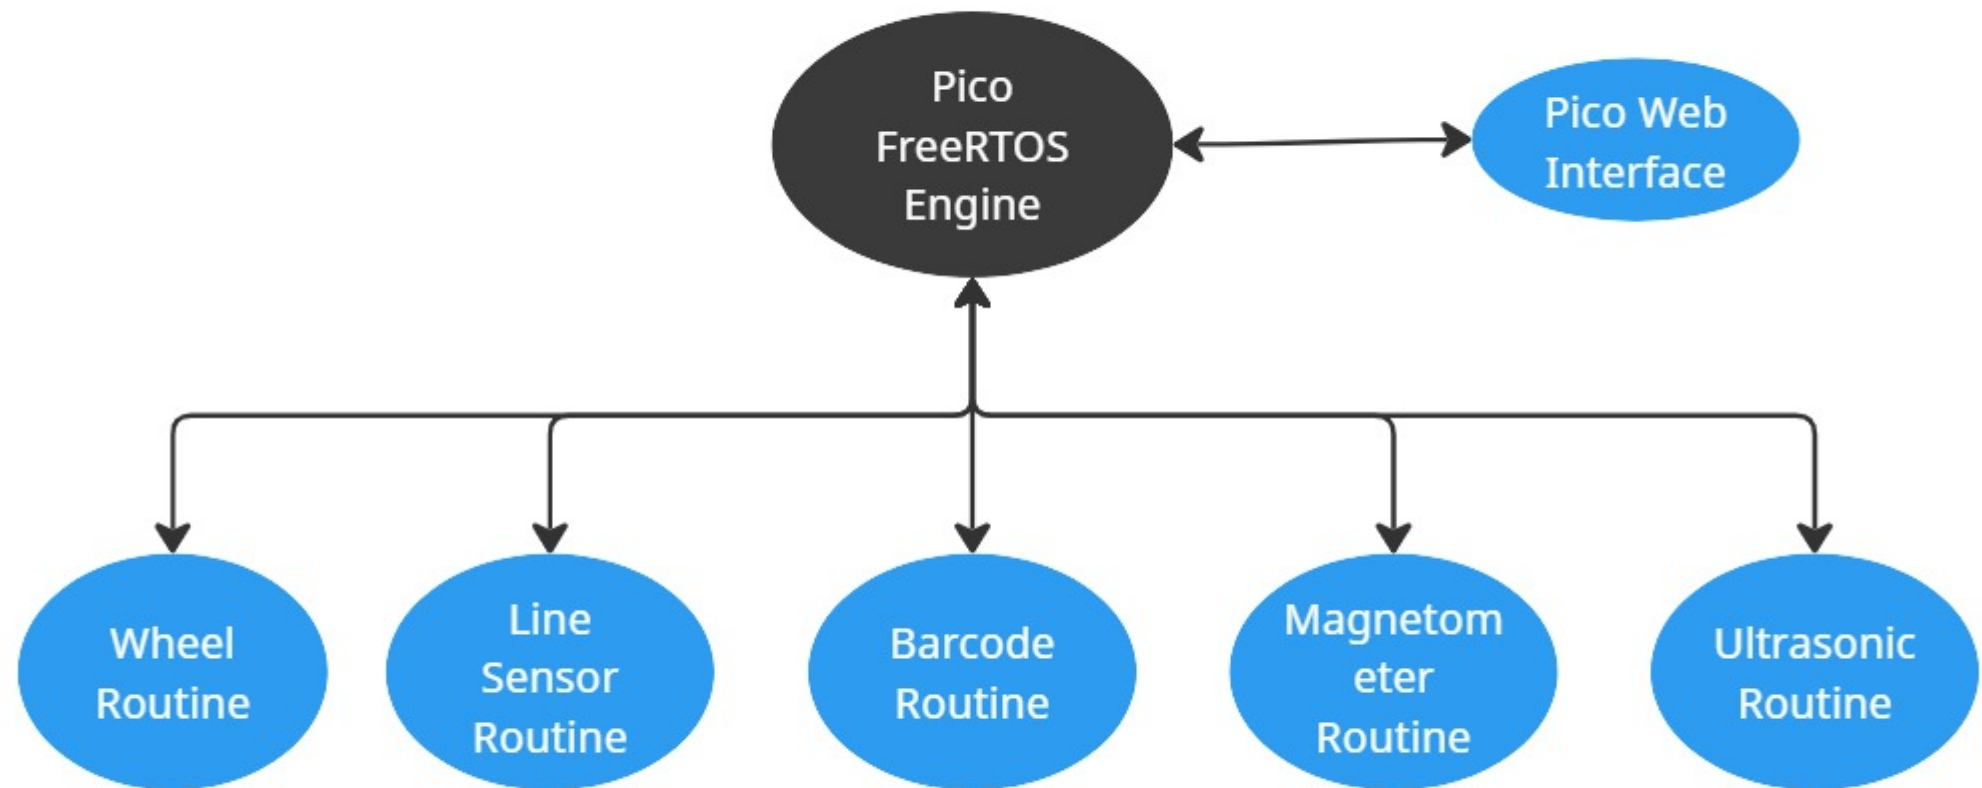 Pico
FreeRTOS
Engine
Pico Web
Interface
Wheel
Routine
Line
Sensor
Routine
Barcode
Routine
Magnetom
eter
Routine
Ultrasonic
Routine